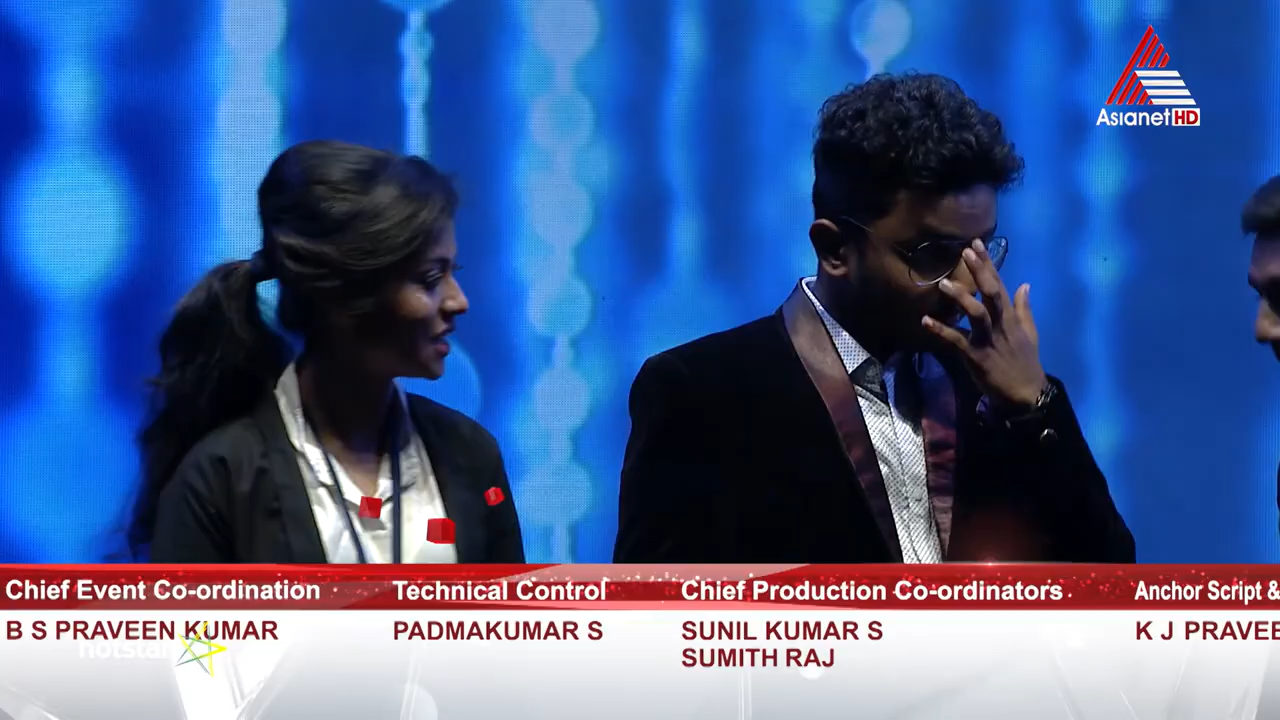 Asianet HD
Chief Event Co-ordination
B S PRAVEEN KUMAR
Technical Control
PADMAKUMAR S
Chief Production Co-ordinators
SUNIL KUMAR S
SUMITH RAJ
Anchor Script &
K J PRAVEE
hotstar